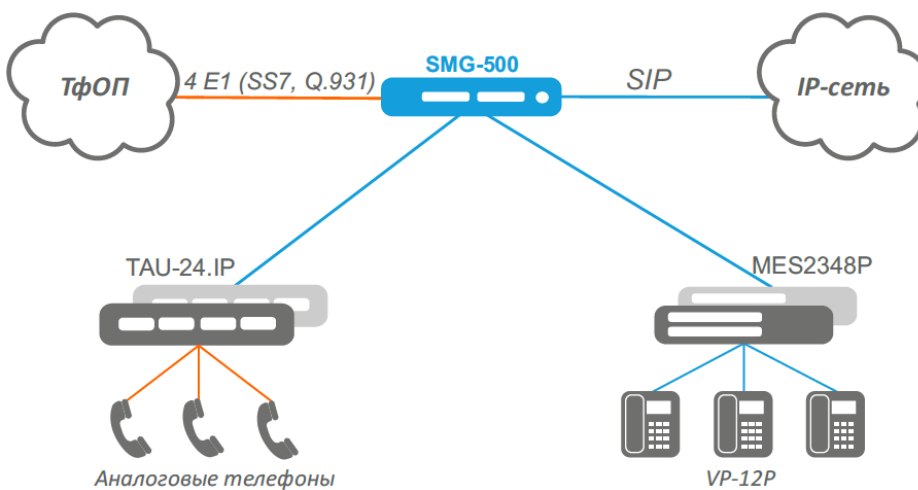 ТфОП
4 E1 (SS7, Q.931)
SMG-500
SIP
IP-сеть
TAU-24.IP
MES2348P
Аналоговые телефоны
VP-12P